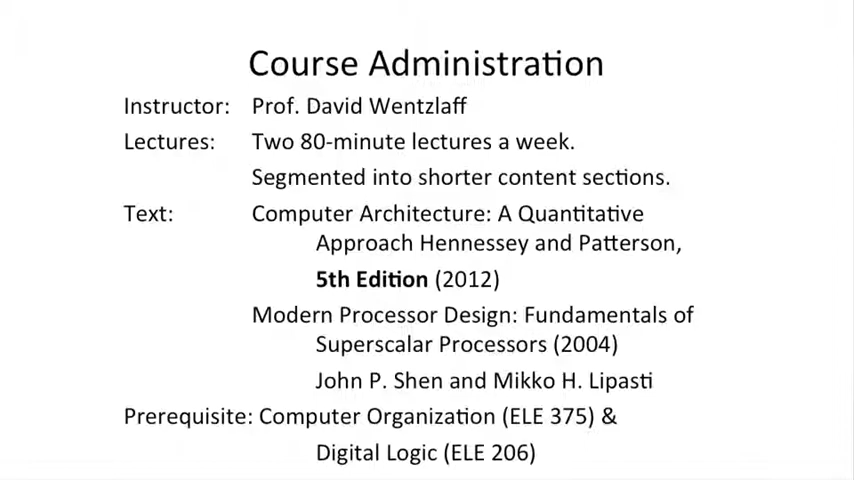 Course Administration
Instructor: Prof. David Wentzlaff
Lectures: Two 80-minute lectures a week.
Segmented into shorter content sections.
Text: Computer Architecture: A Quantitative
Approach Hennessey and Patterson,
5th Edition (2012)
Modern Processor Design: Fundamentals of
Superscalar Processors (2004)
John P. Shen and Mikko H. Lipasti
Prerequisite: Computer Organization (ELE 375) &
Digital Logic (ELE 206)